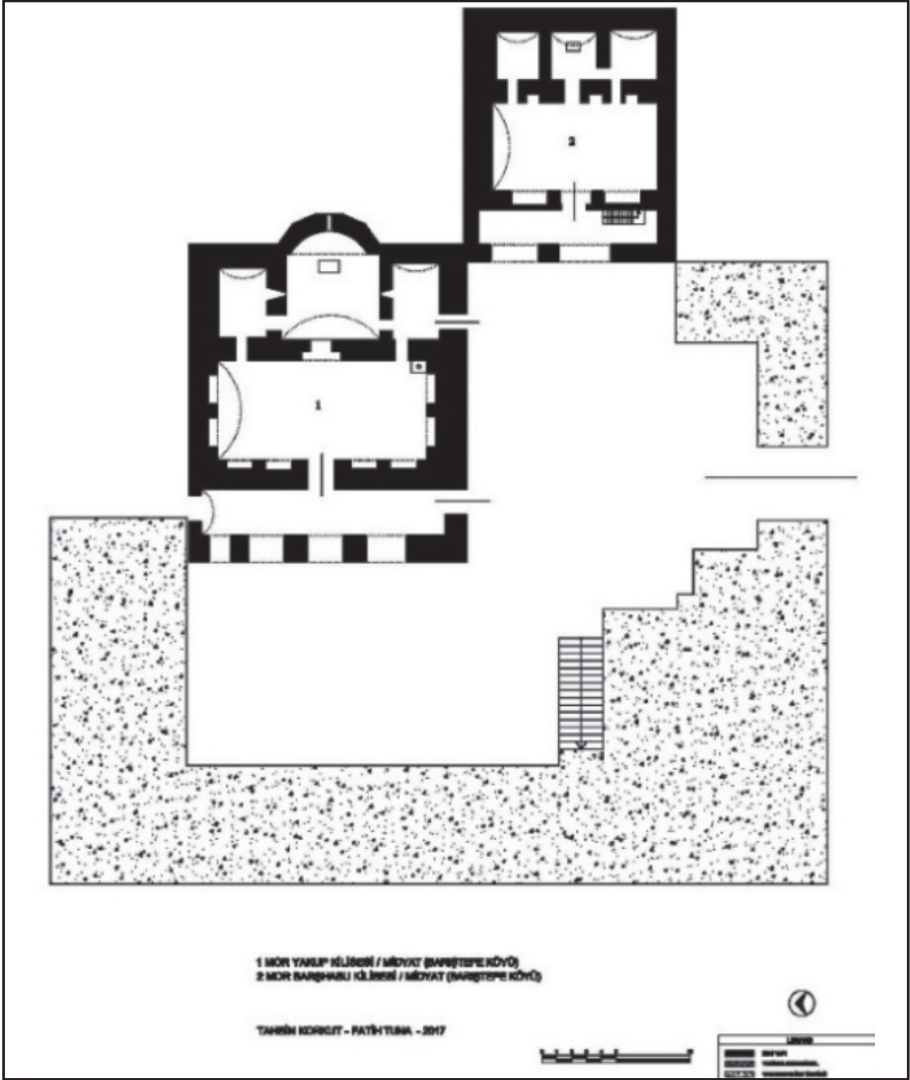 2
1
1 MOR YAKUP KİLİSESİ / MİDYAT (BARIŞTEPE KÖYÜ)
2 MOR BARSHABU KİLİSESİ / MİDYAT (BARIŞTEPE KÖYÜ)
TAHSİN KORKUT - FATİH TUNA - 2017